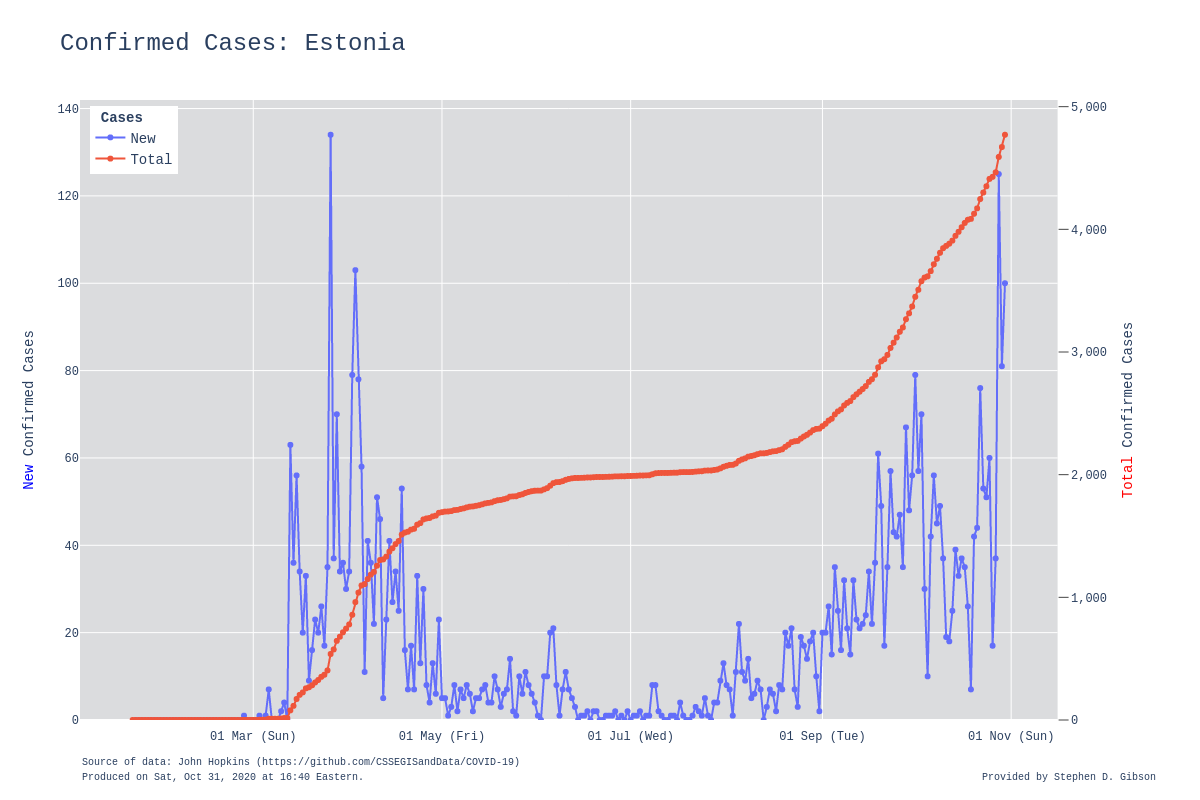 Confirmed Cases: Estonia
Cases
New
Total
140
120
100
80
60
40
20
0
5,000
4,000
3,000
2,000
1,000
0
New Confirmed Cases
Total Confirmed Cases
01 Mar (Sun) 01 May (Fri) 01 Jul (Wed) 01 Sep (Tue) 01 Nov (Sun)
Source of data: John Hopkins (https://github.com/CSSEGISandData/COVID-19)
Produced on Sat, Oct 31, 2020 at 16:40 Eastern.
Provided by Stephen D. Gibson